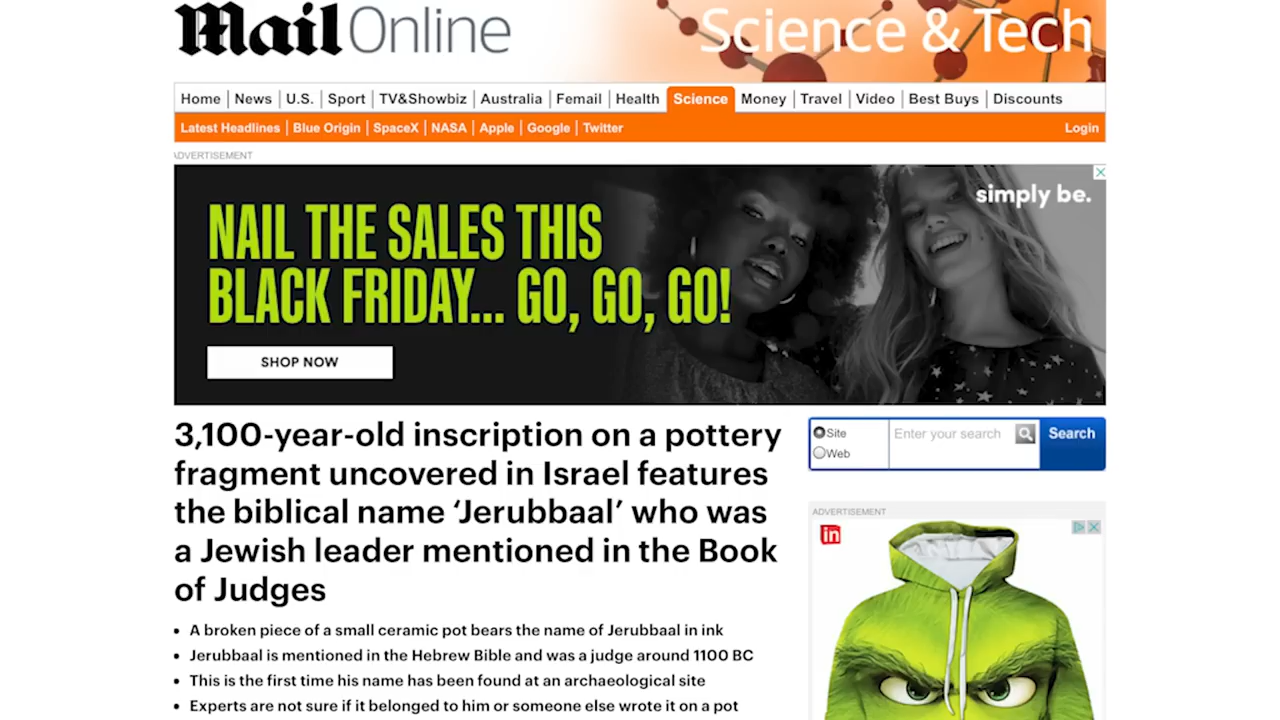 Mail Online
Science & Tech
Home News U.S. Sport TV&Showbiz Australia Femail Health Science Money Travel Video Best Buys Discounts
Latest Headlines Blue Origin SpaceX NASA Apple Google Twitter Login
ADVERTISEMENT
simply be.
NAIL THE SALES THIS
BLACK FRIDAY... GO, GO, GO!
SHOP NOW
3,100-year-old inscription on a pottery
fragment uncovered in Israel features
the biblical name ‘Jerubbaal’ who was
a Jewish leader mentioned in the Book
of Judges
• A broken piece of a small ceramic pot bears the name of Jerubbaal in ink
• Jerubbaal is mentioned in the Hebrew Bible and was a judge around 1100 BC
• This is the first time his name has been found at an archaeological site
• Experts are not sure if it belonged to him or someone else wrote it on a pot
Site
Web
Enter your search
Search
ADVERTISEMENT
in